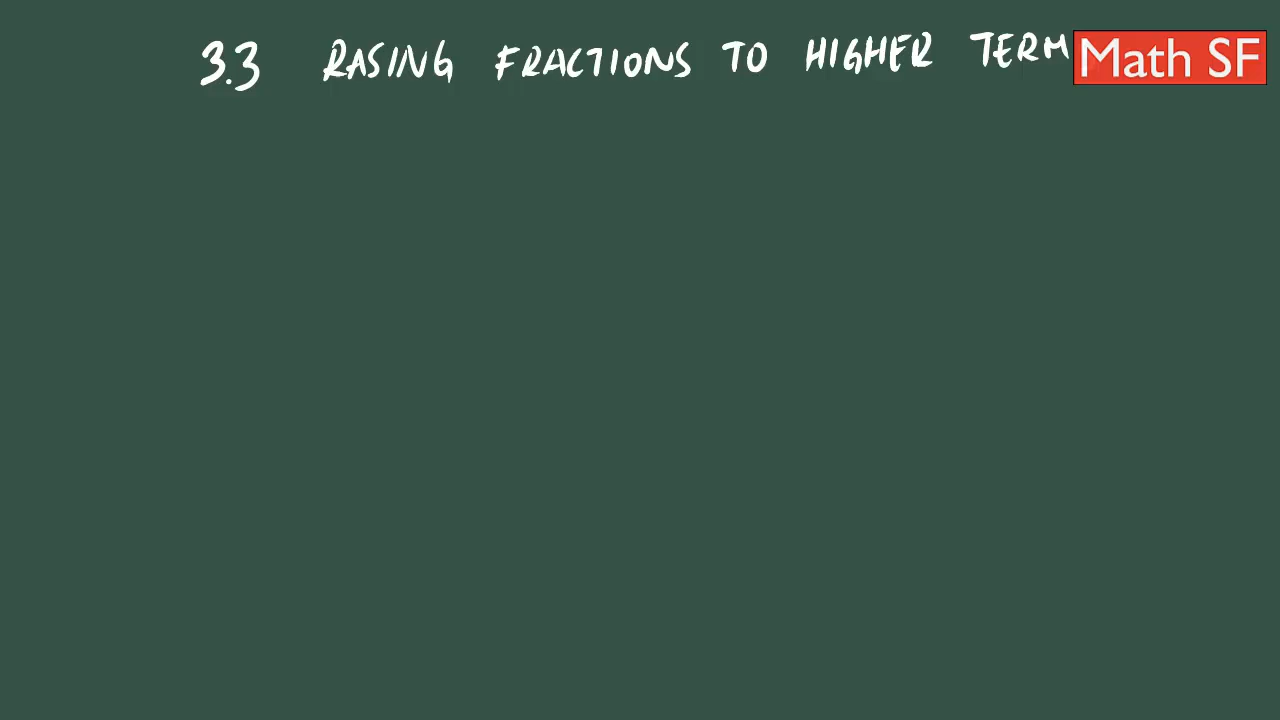 3.3 RASING FRACTIONS TO HIGHER TERM
Math SF